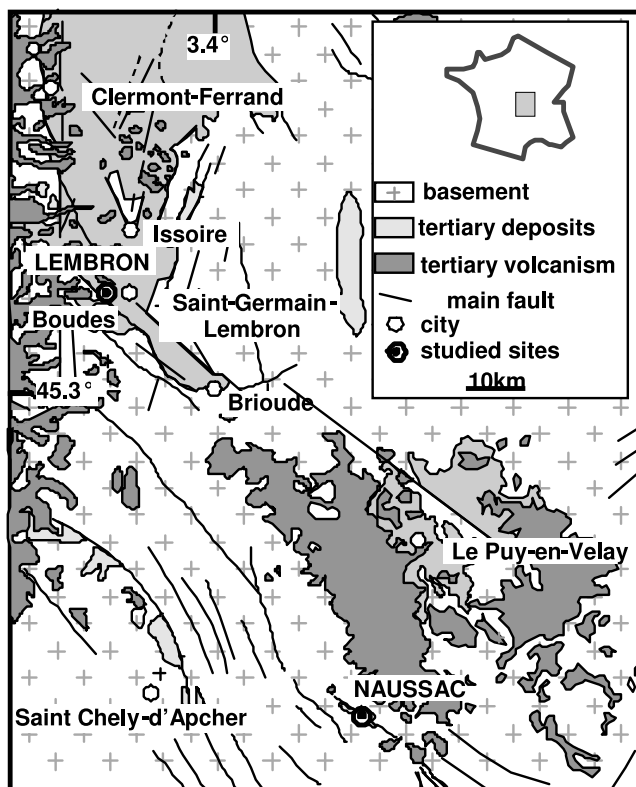 3.4°
Clermont-Ferrand
basement
tertiary deposits
tertiary volcanism
main fault
city
studied sites
10km
Issoire
LEMBRON
Saint-Germain-
Lembron
Boudes
45.3°
Brioude
Le Puy-en-Velay
NAUSSAC
Saint Chely-d'Apcher